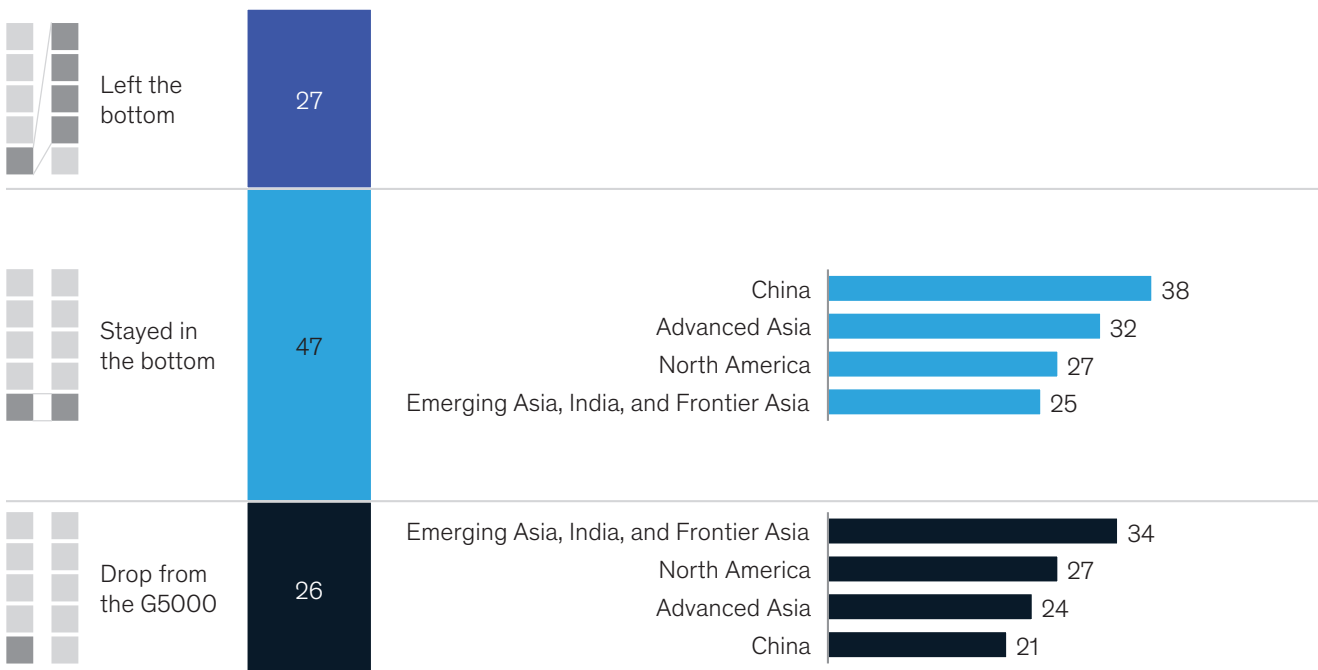 Left the
bottom
27
Stayed in
the bottom
47
China 38
Advanced Asia 32
North America 27
Emerging Asia, India, and Frontier Asia 25
Drop from
the G5000
26
Emerging Asia, India, and Frontier Asia 34
North America 27
Advanced Asia 24
China 21